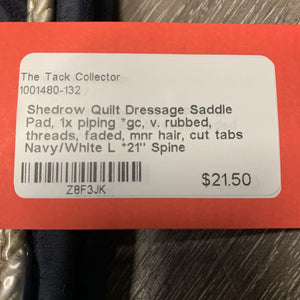 The Tack Collector
1001480-132
Shedrow Quilt Dressage Saddle
Pad, 1x piping *gc, v. rubbed,
threads, faded, mnr hair, cut tabs
Navy/White L *21" Spine
Z8F3JK
$21.50